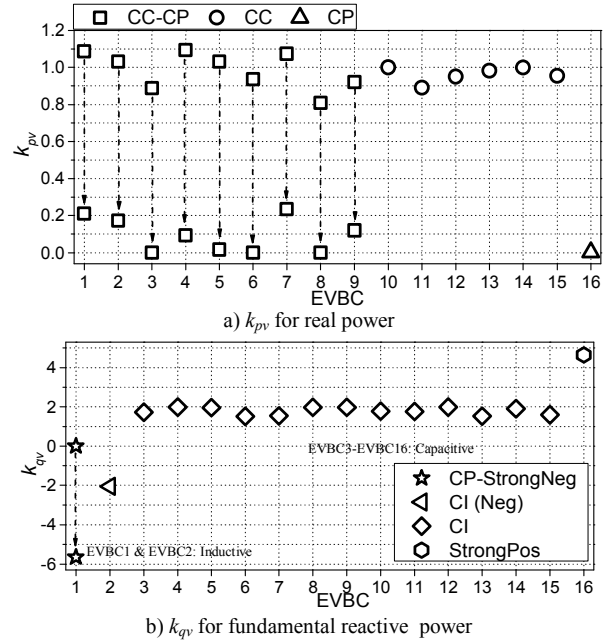 CC-CP CC CP
1.2
1.0
0.8
0.6
0.4
0.2
0.0
k_pv
1 2 3 4 5 6 7 8 9 10 11 12 13 14 15 16
EVBC
a) k_pv for real power
4
2
0
-2
-4
-6
k_qv
EVBC3-EVBC16: Capacitive
CP-StrongNeg
CI (Neg)
CI
StrongPos
EVBC1 & EVBC2: Inductive
1 2 3 4 5 6 7 8 9 10 11 12 13 14 15 16
EVBC
b) k_qv for fundamental reactive power